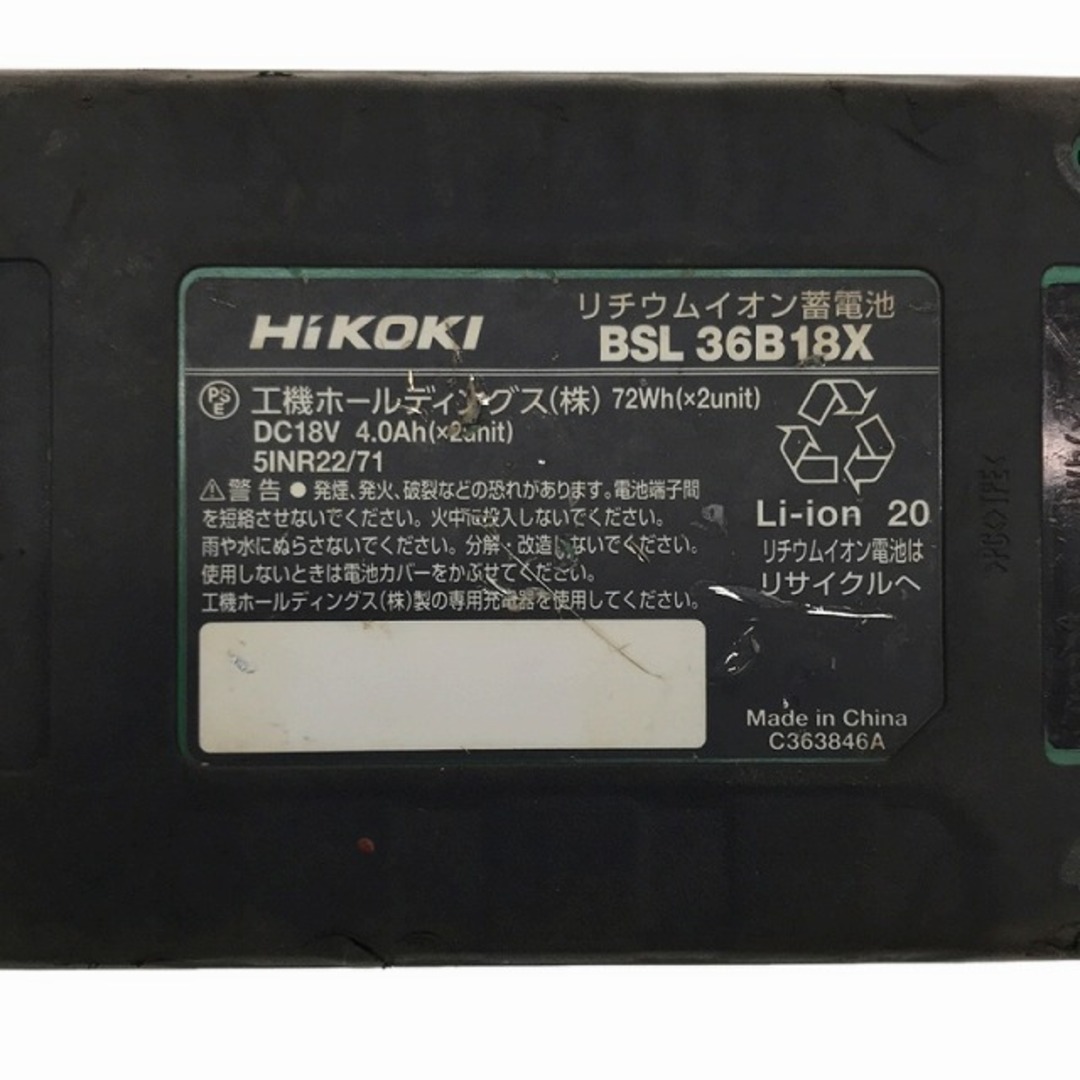 HiKOKI
リチウムイオン蓄電池
BSL 36B18X
PSE 工機ホールディングス(株) 72Wh(×2unit)
DC18V 4.0Ah(×2unit)
5INR22/71
⚠警告 ● 発煙、発火、破裂などの恐れがあります。電池端子間
を短絡させないでください。火中に投入しないでください。
雨や水にぬらさないでください。分解・改造しないでください。
使用しないときは電池カバーをかぶせてください。
工機ホールディングス(株)製の専用充電器を使用してください。
Li-ion 20
リチウムイオン電池は
リサイクルへ
Made in China
C363846A